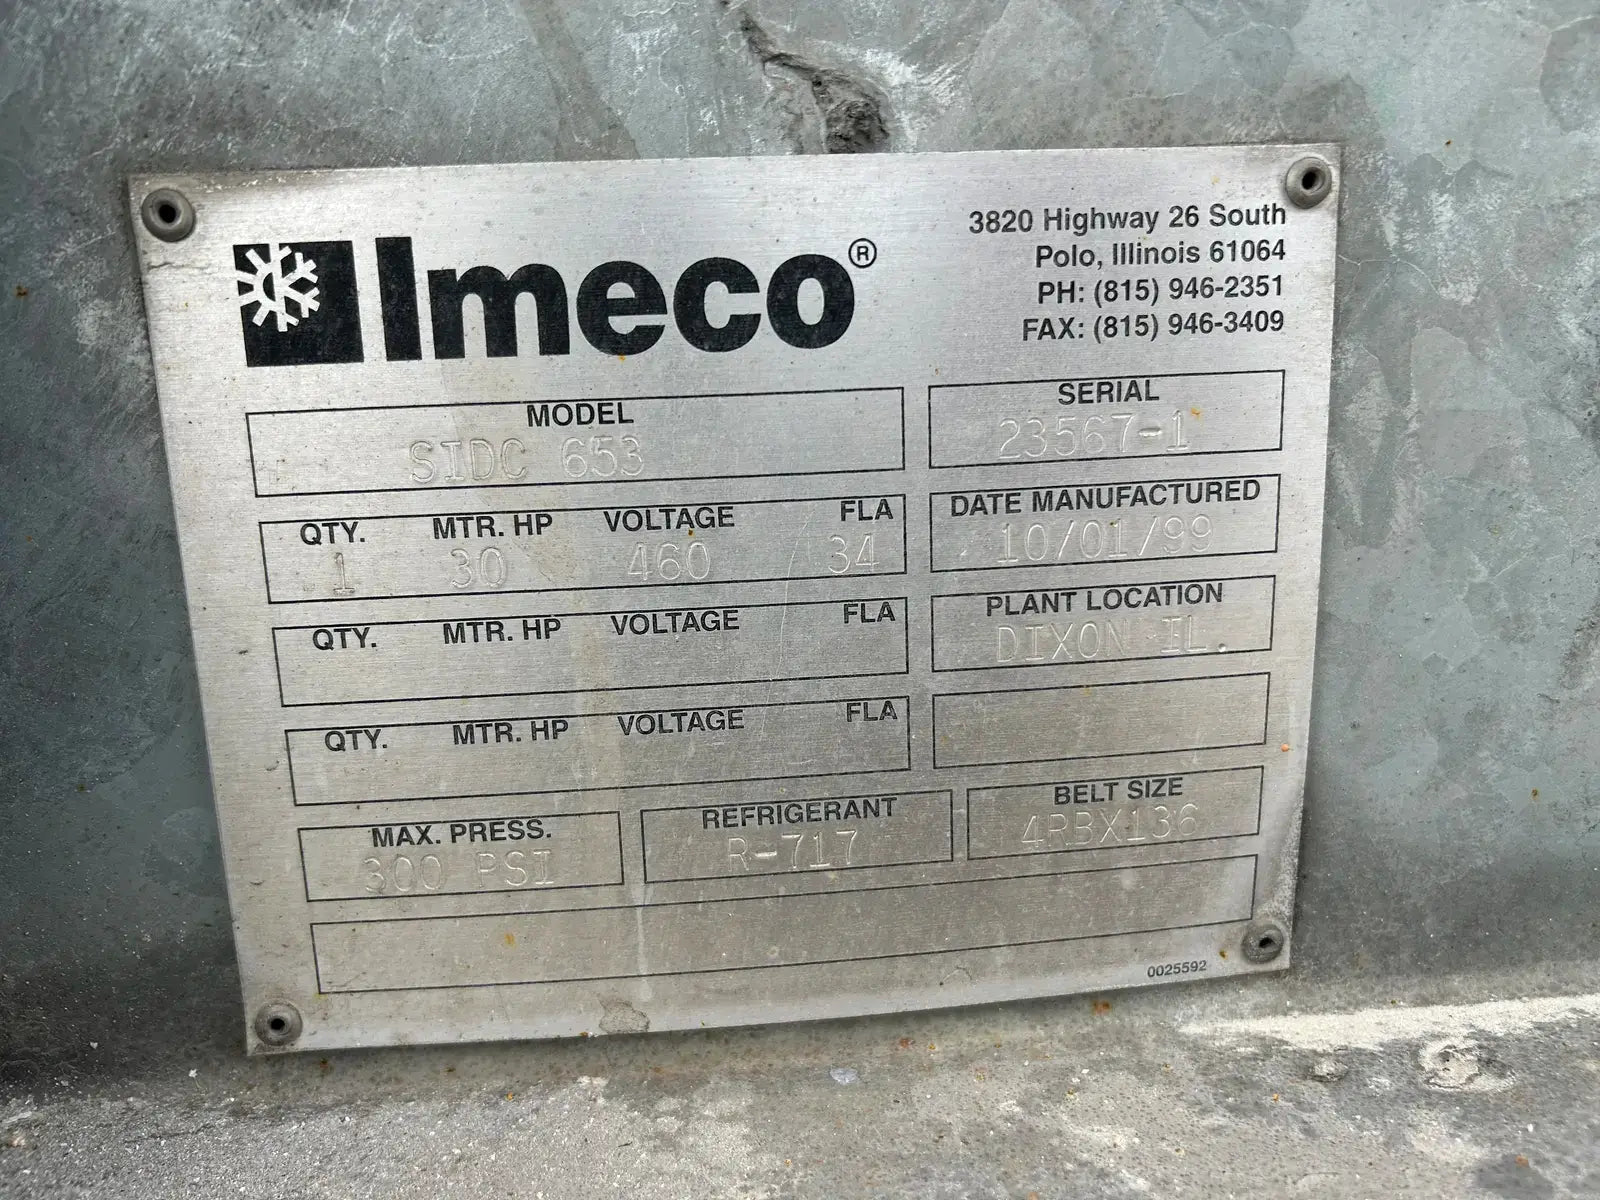 Imeco®
3820 Highway 26 South
Polo, Illinois 61064
PH: (815) 946-2351
FAX: (815) 946-3409
MODEL
SIDC 653
SERIAL
23567-1
QTY. MTR. HP VOLTAGE FLA
1 30 460 34
DATE MANUFACTURED
10/01/99
QTY. MTR. HP VOLTAGE FLA
PLANT LOCATION
DIXON IL.
QTY. MTR. HP VOLTAGE FLA
MAX. PRESS.
300 PSI
REFRIGERANT
R-717
BELT SIZE
4RBX136
0025592